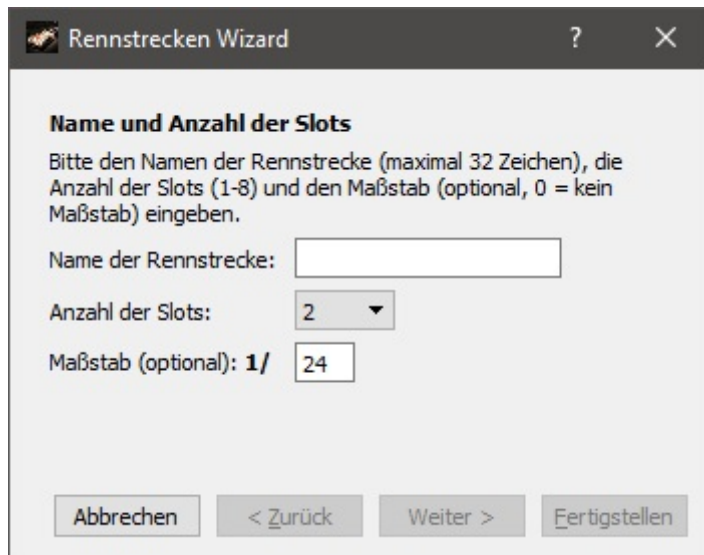 Rennstrecken Wizard ?
Name und Anzahl der Slots
Bitte den Namen der Rennstrecke (maximal 32 Zeichen), die
Anzahl der Slots (1-8) und den Maßstab (optional, 0 = kein
Maßstab) eingeben.
Name der Rennstrecke:
Anzahl der Slots: 2
Maßstab (optional): 1/ 24
Abbrechen < Zurück Weiter > Fertigstellen